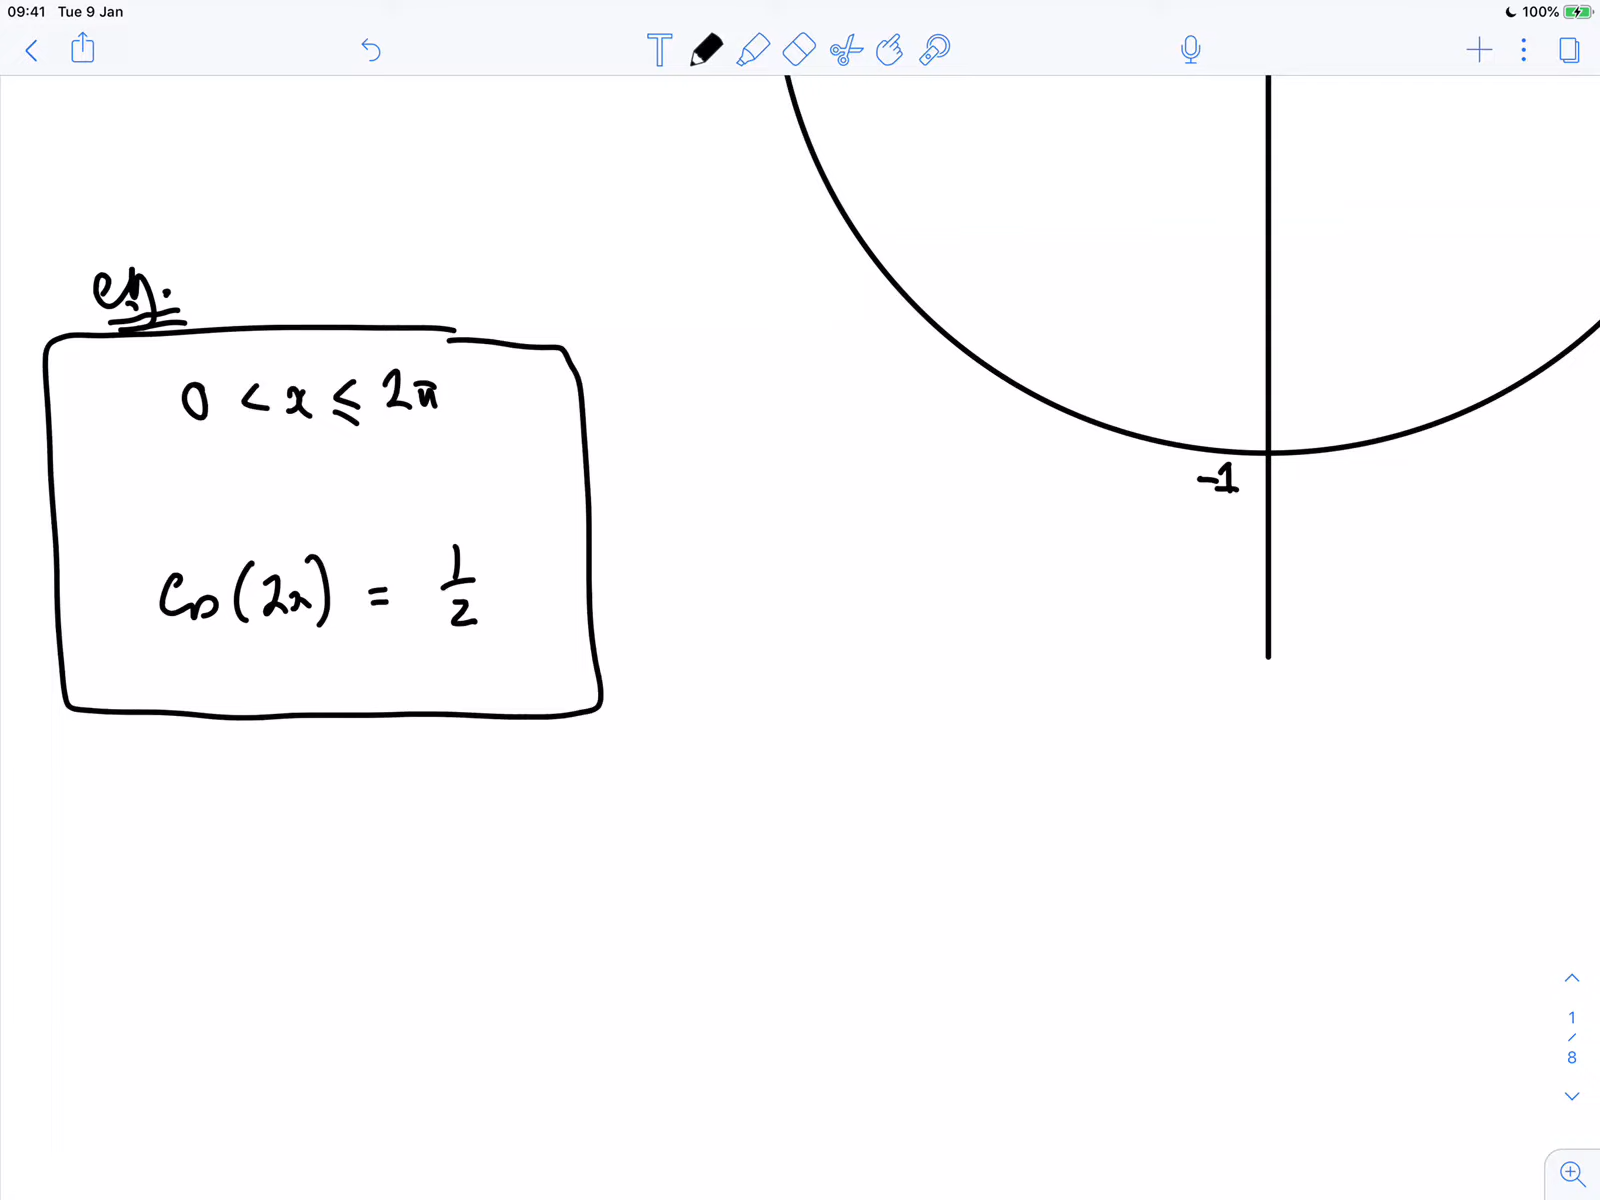 09:41 Tue 9 Jan
100%
T
eg.
0 < x ≤ 2π
-1
Cos(2x) = 1/2
1
/
8